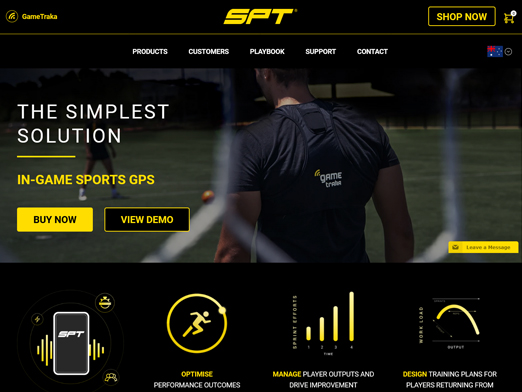 GameTraka
SPT®
SHOP NOW
0
PRODUCTS CUSTOMERS PLAYBOOK SUPPORT CONTACT
THE SIMPLEST
SOLUTION
IN-GAME SPORTS GPS
BUY NOW VIEW DEMO
GAME
traka
Leave a Message
SPT
SPRINT EFFORTS
1 2 3 4
TIME
WORK LOAD
OUTPUT
OPTIMISE
PERFORMANCE OUTCOMES
MANAGE PLAYER OUTPUTS AND
DRIVE IMPROVEMENT
DESIGN TRAINING PLANS FOR
PLAYERS RETURNING FROM